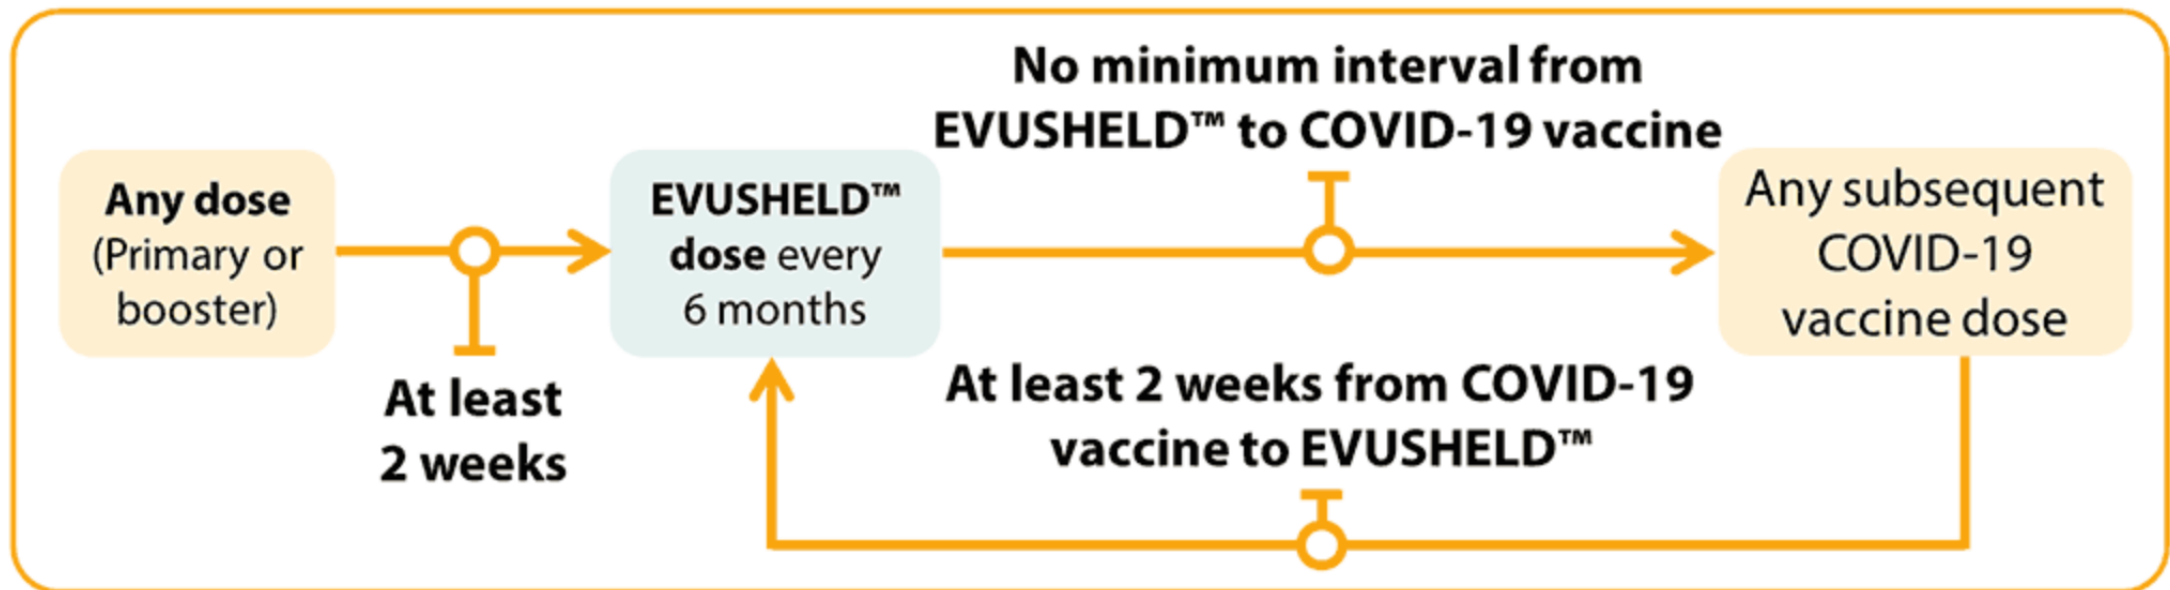 Any dose
(Primary or
booster)
At least
2 weeks
EVUSHELD™
dose every
6 months
No minimum interval from
EVUSHELD™ to COVID-19 vaccine
At least 2 weeks from COVID-19
vaccine to EVUSHELD™
Any subsequent
COVID-19
vaccine dose